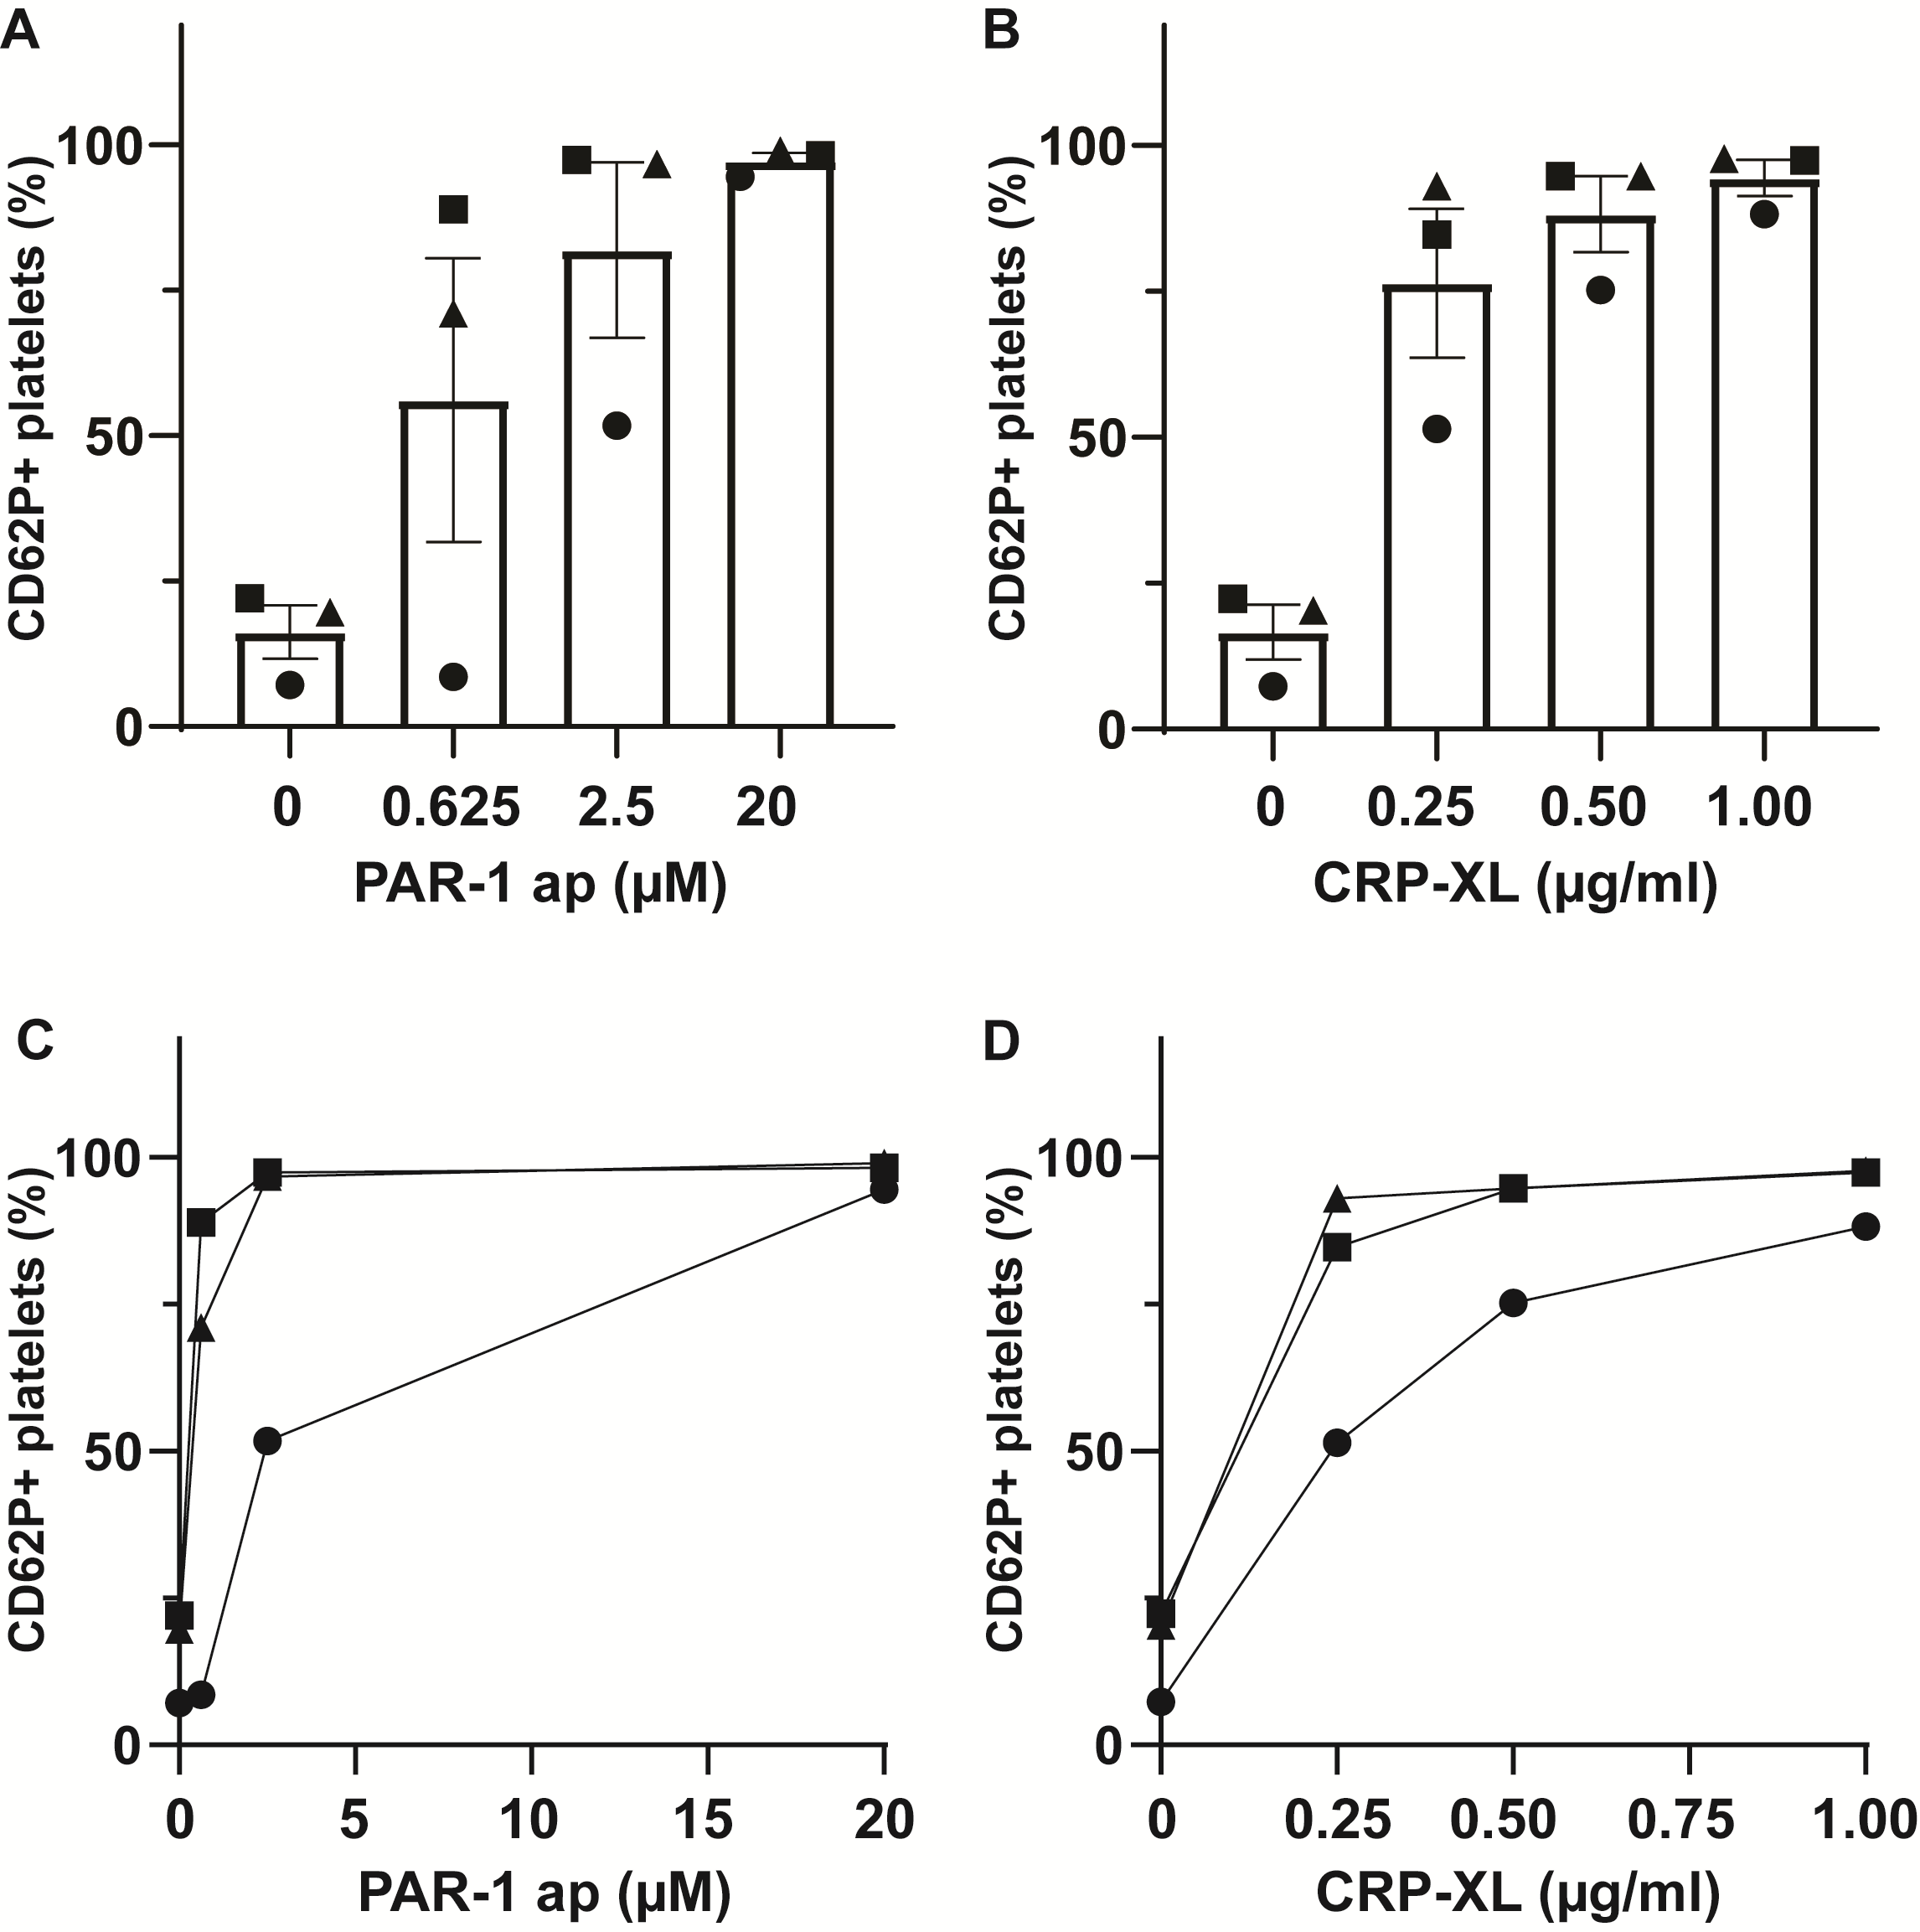 A
CD62P+ platelets (%)
100
50
0
0 0.625 2.5 20
PAR-1 ap (µM)
B
CD62P+ platelets (%)
100
50
0
0 0.25 0.50 1.00
CRP-XL (µg/ml)
C
CD62P+ platelets (%)
100
50
0
0 5 10 15 20
PAR-1 ap (µM)
D
CD62P+ platelets (%)
100
50
0
0 0.25 0.50 0.75 1.00
CRP-XL (µg/ml)